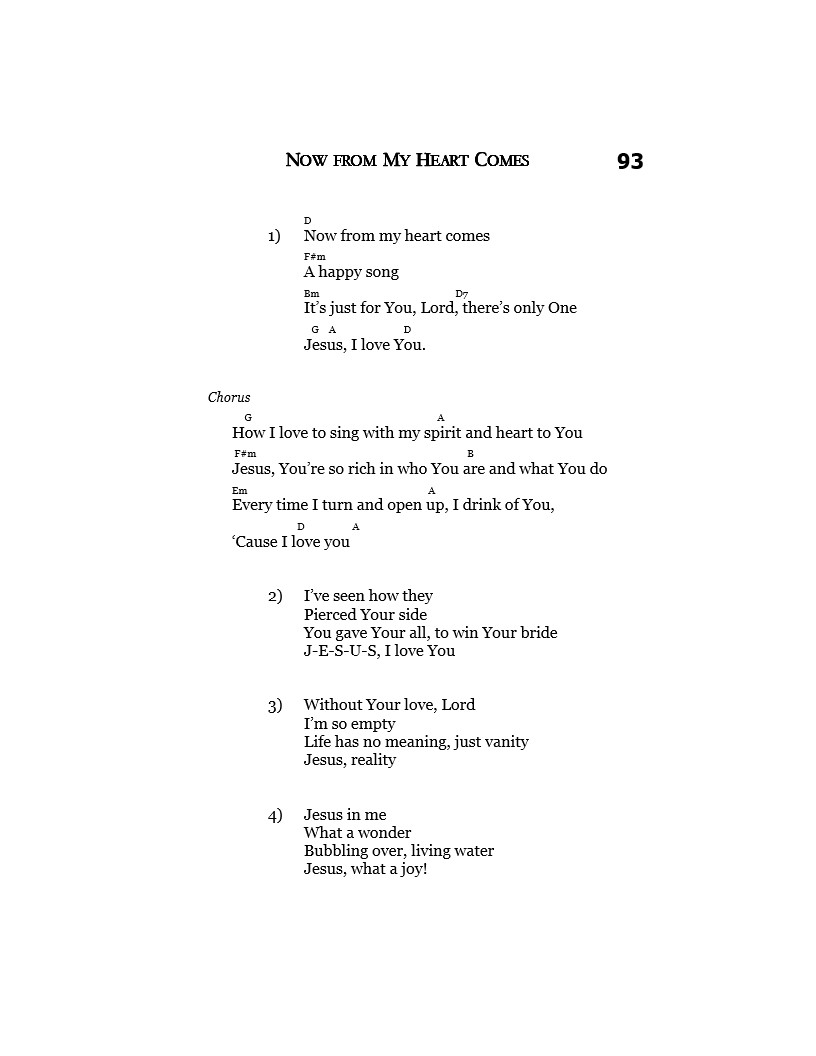 NOW FROM MY HEART COMES 93
D
1) Now from my heart comes
F#m
A happy song
Bm D7
It's just for You, Lord, there's only One
G A D
Jesus, I love You.
Chorus
G A
How I love to sing with my spirit and heart to You
F#m B
Jesus, You're so rich in who You are and what You do
Em A
Every time I turn and open up, I drink of You,
D A
‘Cause I love you
2) I've seen how they
Pierced Your side
You gave Your all, to win Your bride
J-E-S-U-S, I love You
3) Without Your love, Lord
I'm so empty
Life has no meaning, just vanity
Jesus, reality
4) Jesus in me
What a wonder
Bubbling over, living water
Jesus, what a joy!